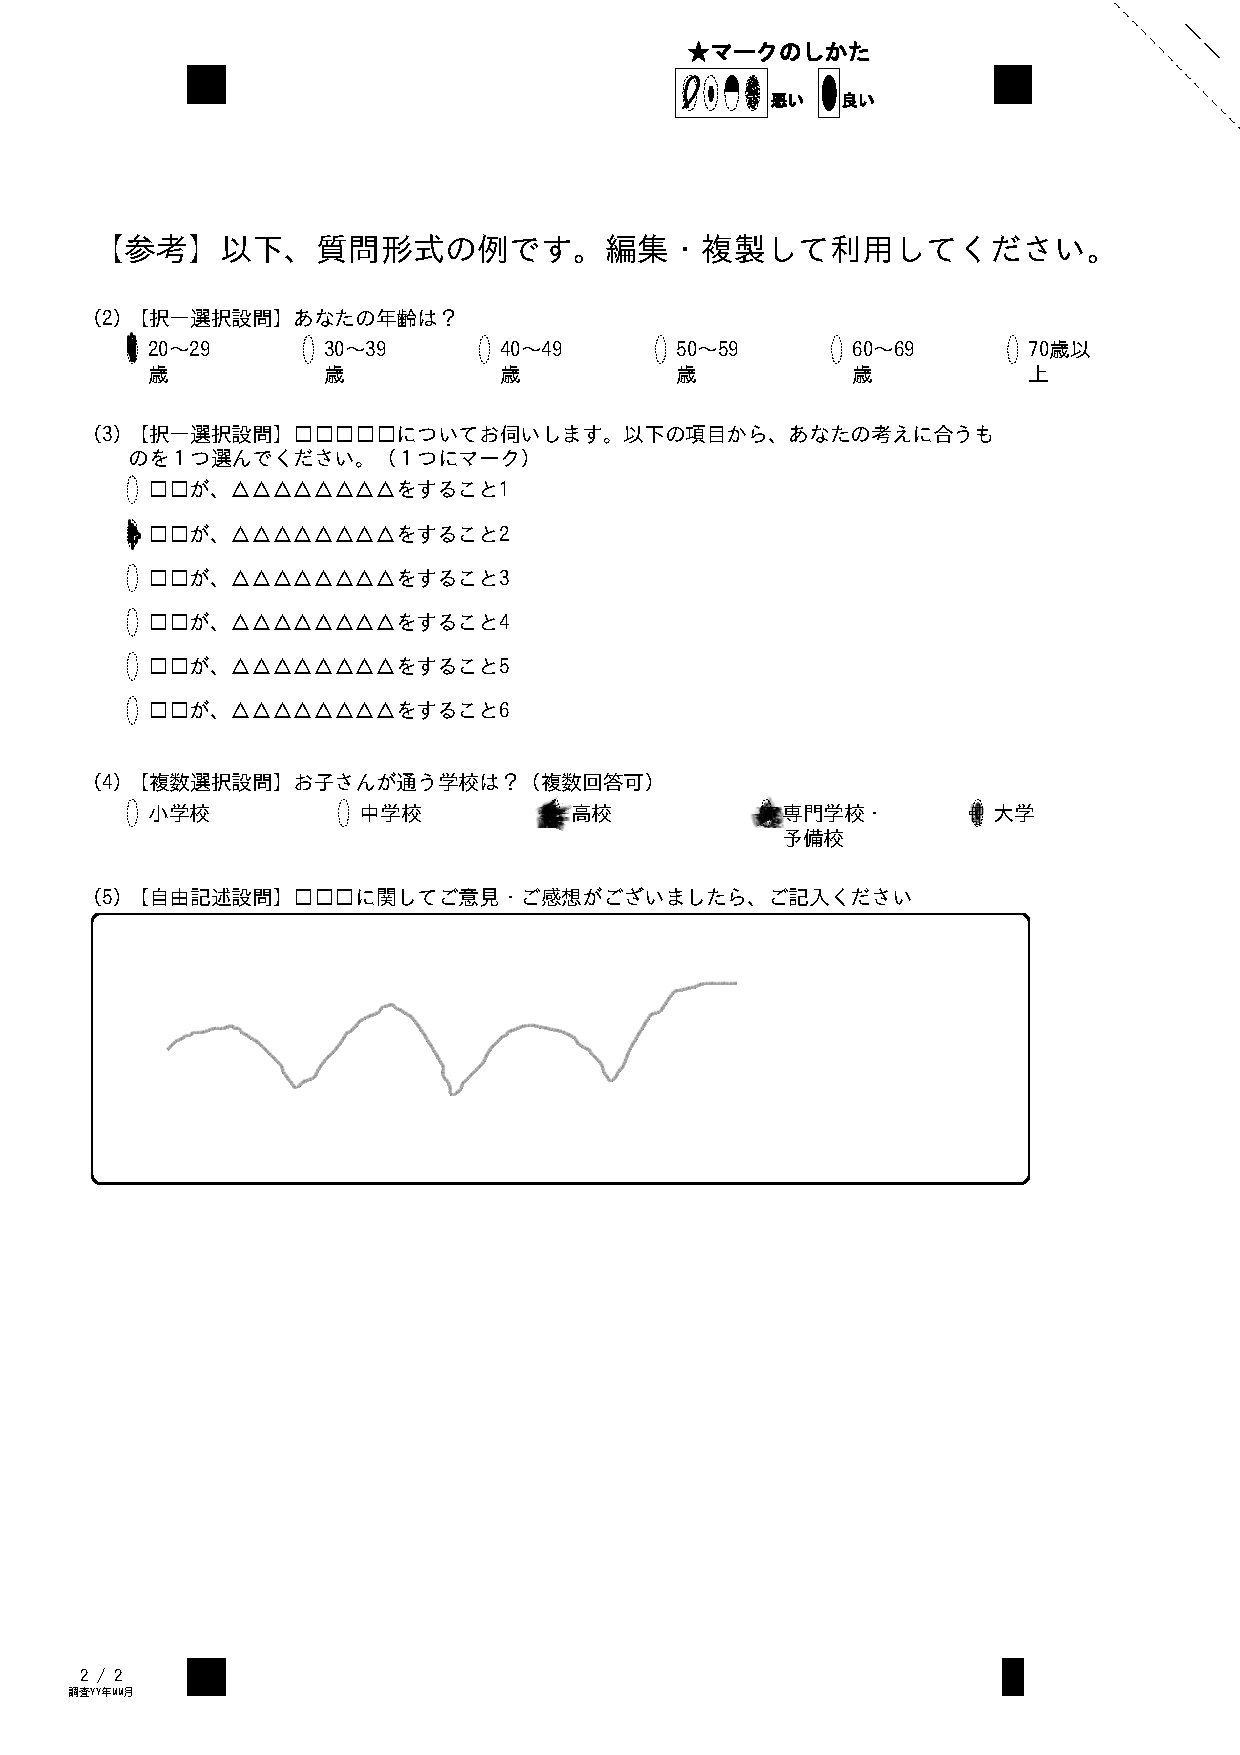 ★マークのしかた
悪い 良い
【参考】以下、質問形式の例です。編集・複製して利用してください。
(2) 【択一選択設問】あなたの年齢は？
20～29歳 30～39歳 40～49歳 50～59歳 60～69歳 70歳以上
(3) 【択一選択設問】□□□□□についてお伺いします。以下の項目から、あなたの考えに合うも
のを１つ選んでください。（１つにマーク）
□□が、△△△△△△△△をすること1
□□が、△△△△△△△△をすること2
□□が、△△△△△△△△をすること3
□□が、△△△△△△△△をすること4
□□が、△△△△△△△△をすること5
□□が、△△△△△△△△をすること6
(4) 【複数選択設問】お子さんが通う学校は？（複数回答可）
小学校 中学校 高校 専門学校・予備校 大学
(5) 【自由記述設問】□□□に関してご意見・ご感想がございましたら、ご記入ください
2 / 2
調査YY年MM月